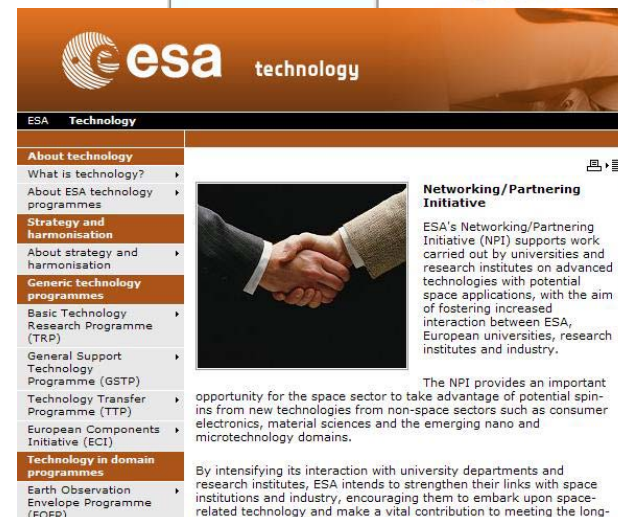 esa technology
ESA Technology
About technology
What is technology?
About ESA technology
programmes
Strategy and
harmonisation
About strategy and
harmonisation
Generic technology
programmes
Basic Technology
Research Programme
(TRP)
General Support
Technology
Programme (GSTP)
Technology Transfer
Programme (TTP)
European Components
Initiative (ECI)
Technology in domain
programmes
Earth Observation
Envelope Programme
(EOEP)
Networking/Partnering
Initiative
ESA's Networking/Partnering
Initiative (NPI) supports work
carried out by universities and
research institutes on advanced
technologies with potential
space applications, with the aim
of fostering increased
interaction between ESA,
European universities, research
institutes and industry.
The NPI provides an important
opportunity for the space sector to take advantage of potential spin-
ins from new technologies from non-space sectors such as consumer
electronics, material sciences and the emerging nano and
microtechnology domains.
By intensifying its interaction with university departments and
research institutes, ESA intends to strengthen their links with space
institutions and industry, encouraging them to embark upon space-
related technology and make a vital contribution to meeting the long-